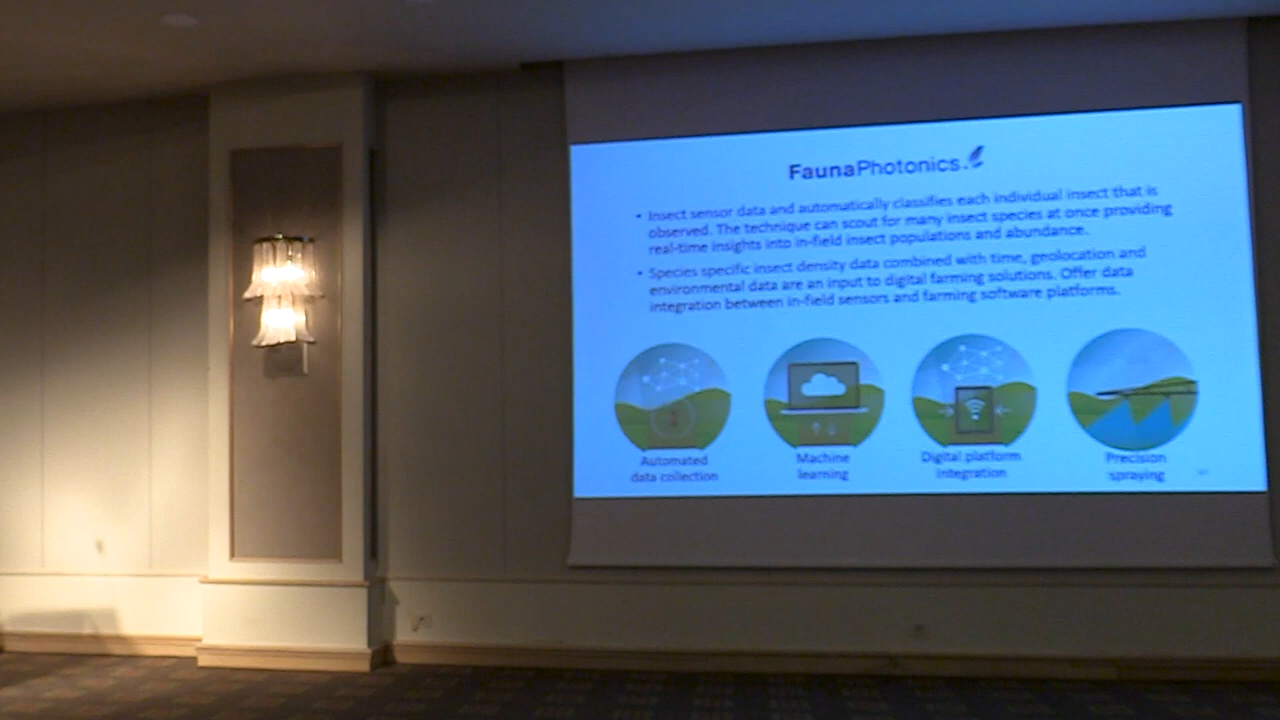 FaunaPhotonics.
• Insect sensor data and automatically classifies each individual insect that is
observed. The technique can scout for many insect species at once providing
real-time insights into in-field insect populations and abundance.
• Species specific insect density data combined with time, geolocation and
environmental data are an input to digital farming solutions. Offer data
integration between in-field sensors and farming software platforms.
Automated
data collection
Machine
learning
Digital platform
integration
Precision
spraying